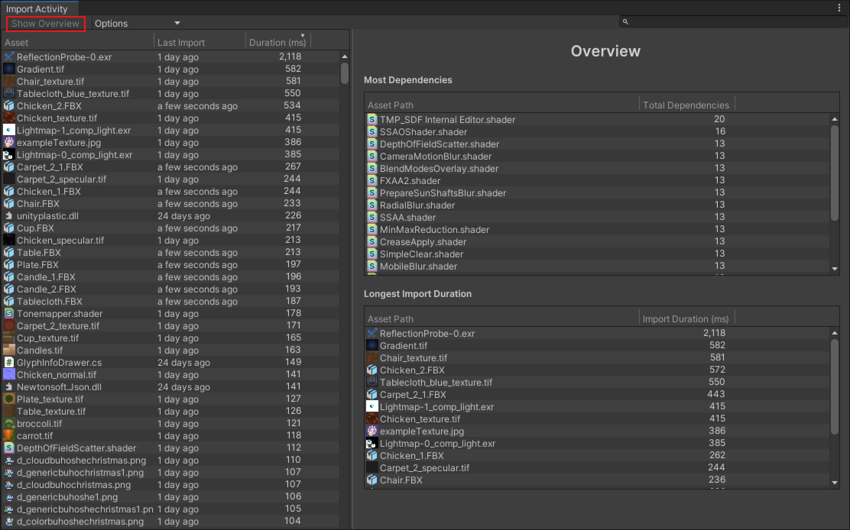 Import Activity
Show Overview Options
Asset Last Import Duration (ms)
ReflectionProbe-0.exr 1 day ago 2,118
Gradient.tif 1 day ago 582
Chair_texture.tif 1 day ago 581
Tablecloth_blue_texture.tif 1 day ago 550
Chicken_2.FBX a few seconds ago 534
Chicken_texture.tif 1 day ago 415
Lightmap-1_comp_light.exr 1 day ago 415
exampleTexture.jpg 1 day ago 386
Lightmap-0_comp_light.exr 1 day ago 385
Carpet_2_1.FBX a few seconds ago 267
Carpet_2_specular.tif 1 day ago 244
Chicken_1.FBX a few seconds ago 244
Chair.FBX a few seconds ago 233
unityplastic.dll 24 days ago 226
Cup.FBX a few seconds ago 217
Chicken_specular.tif 1 day ago 213
Table.FBX a few seconds ago 213
Plate.FBX a few seconds ago 197
Candle_1.FBX a few seconds ago 196
Candle_2.FBX a few seconds ago 193
Tablecloth.FBX a few seconds ago 187
Tonemapper.shader 1 day ago 178
Carpet_2_texture.tif 1 day ago 171
Cup_texture.tif 1 day ago 165
Candles.tif 1 day ago 163
GlyphInfoDrawer.cs 24 days ago 149
Chicken_normal.tif 1 day ago 141
Newtonsoft.Json.dll 24 days ago 141
Plate_texture.tif 1 day ago 127
Table_texture.tif 1 day ago 126
broccoli.tif 1 day ago 121
carrot.tif 1 day ago 118
DepthOfFieldScatter.shader 1 day ago 112
d_cloudbuhoshechristmas.png 1 day ago 110
d_genericbuhochristmas1.png 1 day ago 107
d_cloudbuhochristmas.png 1 day ago 107
d_genericbuhoshe1.png 1 day ago 106
d_genericbuhoshechristmas1.pn 1 day ago 105
d_colorbuhoshechristmas.png 1 day ago 104
Overview
Most Dependencies
Asset Path Total Dependencies
TMP_SDF Internal Editor.shader 20
SSAOShader.shader 16
DepthOfFieldScatter.shader 13
CameraMotionBlur.shader 13
BlendModesOverlay.shader 13
FXAA2.shader 13
PrepareSunShaftsBlur.shader 13
RadialBlur.shader 13
SSAA.shader 13
MinMaxReduction.shader 13
CreaseApply.shader 13
SimpleClear.shader 13
MobileBlur.shader 13
Longest Import Duration
Asset Path Import Duration (ms)
ReflectionProbe-0.exr 2,118
Gradient.tif 582
Chair_texture.tif 581
Chicken_2.FBX 572
Tablecloth_blue_texture.tif 550
Carpet_2_1.FBX 443
Lightmap-1_comp_light.exr 415
Chicken_texture.tif 415
exampleTexture.jpg 386
Lightmap-0_comp_light.exr 385
Chicken_1.FBX 262
Carpet_2_specular.tif 244
Chair.FBX 236